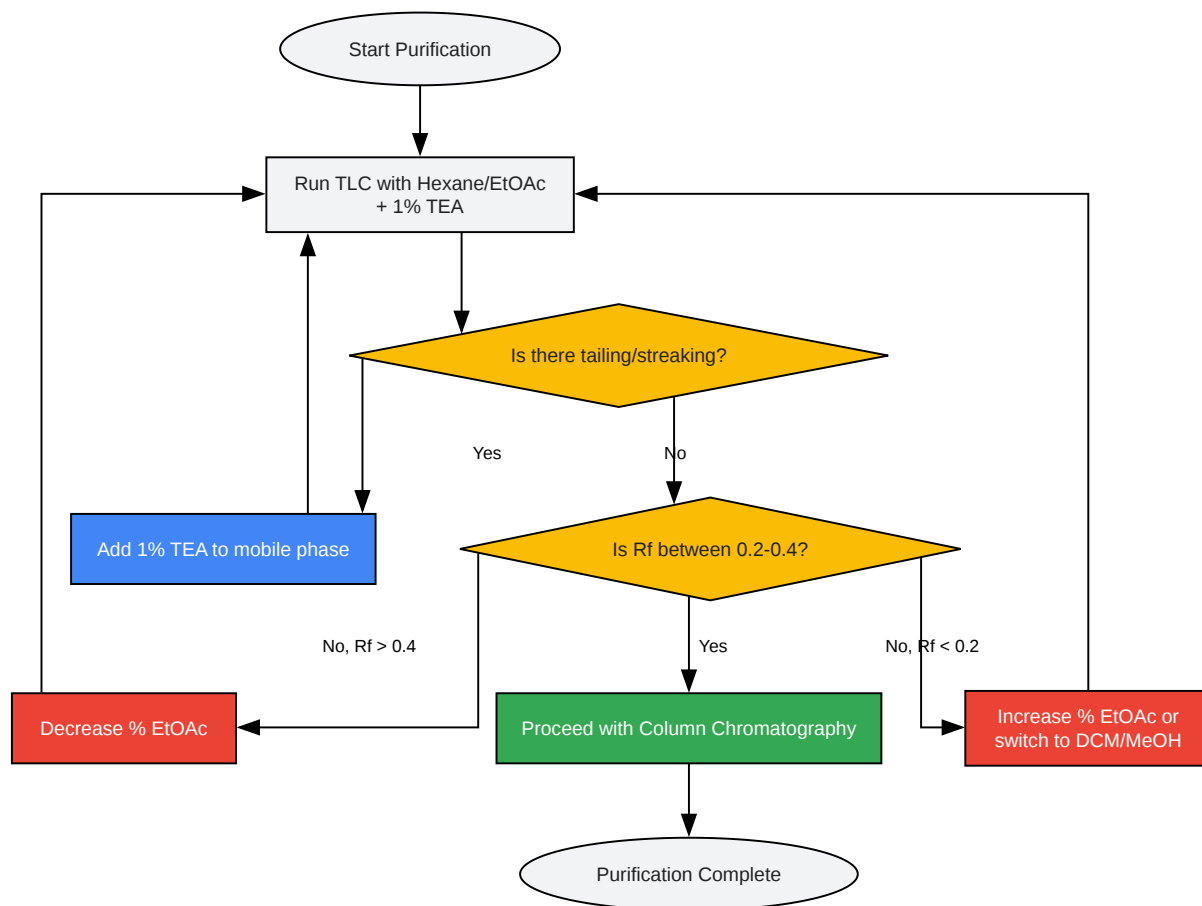 Start Purification
Run TLC with Hexane/EtOAc
+ 1% TEA
Is there tailing/streaking?
Yes
No
Add 1% TEA to mobile phase
Is Rf between 0.2-0.4?
No, Rf > 0.4
Yes
No, Rf < 0.2
Decrease % EtOAc
Proceed with Column Chromatography
Increase % EtOAc or
switch to DCM/MeOH
Purification Complete